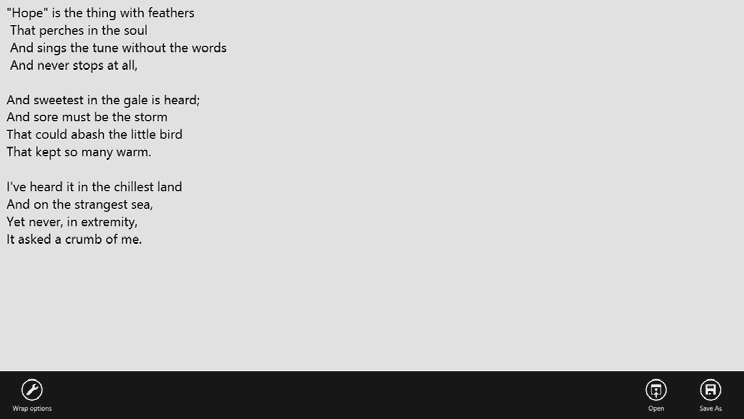 "Hope" is the thing with feathers
That perches in the soul
And sings the tune without the words
And never stops at all,

And sweetest in the gale is heard;
And sore must be the storm
That could abash the little bird
That kept so many warm.

I've heard it in the chillest land
And on the strangest sea,
Yet never, in extremity,
It asked a crumb of me.

Wrap options
Open
Save As